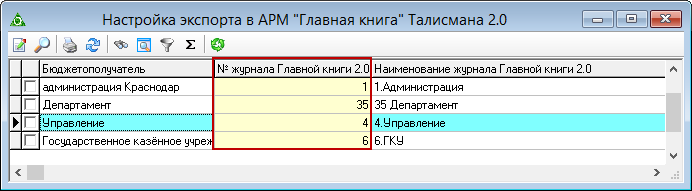 Настройка экспорта в АРМ "Главная книга" Талисмана 2.0
Бюджетополучатель № журнала Главной книги 2.0 Наименование журнала Главной книги 2.0
администрация Краснодар 1 1.Администрация
Департамент 35 35 Департамент
Управление 4 4.Управление
Государственное казённое учреж 6 6.ГКУ